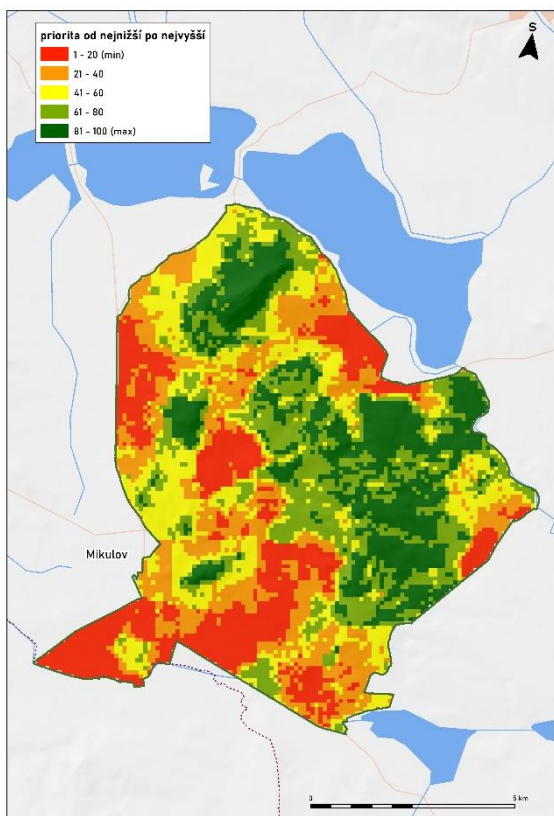 priorita od nejnižší po nejvyšší
1 - 20 (min)
21 - 40
41 - 60
61 - 80
81 - 100 (max)
S
Mikulov
0
5 km